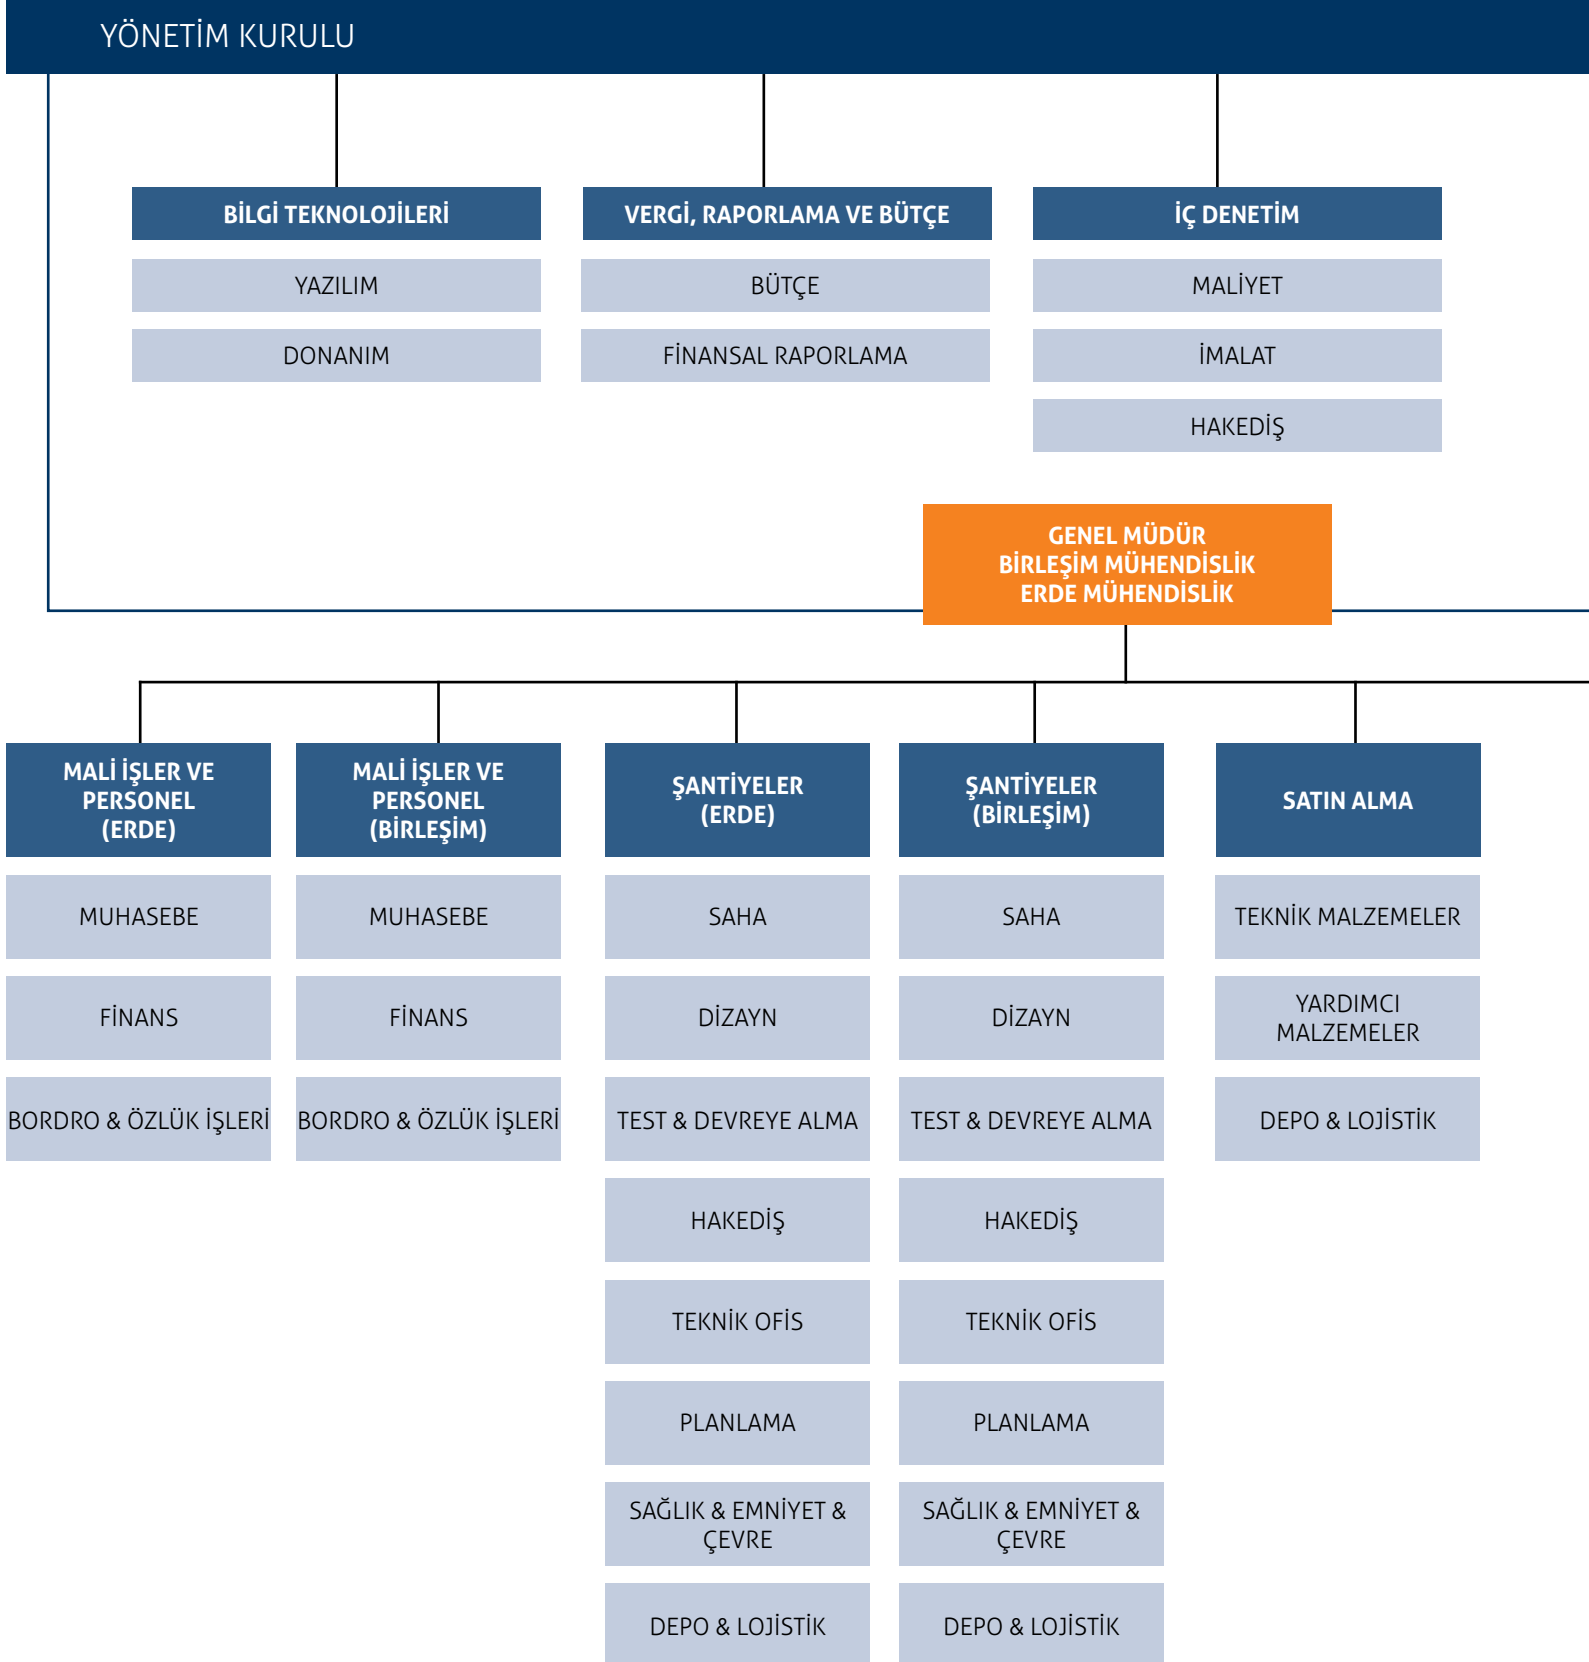 YÖNETİM KURULU
BİLGİ TEKNOLOJİLERİ
YAZILIM
DONANIM
VERGİ, RAPORLAMA VE BÜTÇE
BÜTÇE
FİNANSAL RAPORLAMA
İÇ DENETİM
MALİYET
İMALAT
HAKEDİŞ
GENEL MÜDÜR
BİRLEŞİM MÜHENDİSLİK
ERDE MÜHENDİSLİK
MALİ İŞLER VE
PERSONEL
(ERDE)
MUHASEBE
FİNANS
BORDRO & ÖZLÜK İŞLERİ
MALİ İŞLER VE
PERSONEL
(BİRLEŞİM)
MUHASEBE
FİNANS
BORDRO & ÖZLÜK İŞLERİ
ŞANTİYELER
(ERDE)
SAHA
DİZAYN
TEST & DEVREYE ALMA
HAKEDİŞ
TEKNİK OFİS
PLANLAMA
SAĞLIK & EMNİYET &
ÇEVRE
DEPO & LOJİSTİK
ŞANTİYELER
(BİRLEŞİM)
SAHA
DİZAYN
TEST & DEVREYE ALMA
HAKEDİŞ
TEKNİK OFİS
PLANLAMA
SAĞLIK & EMNİYET &
ÇEVRE
DEPO & LOJİSTİK
SATIN ALMA
TEKNİK MALZEMELER
YARDIMCI
MALZEMELER
DEPO & LOJİSTİK